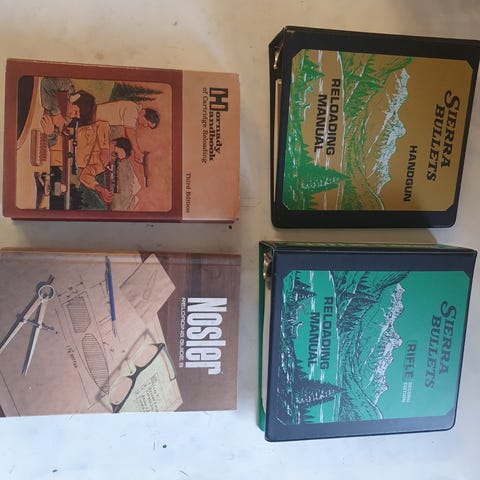 Hornady
Handbook
of Cartridge Reloading
Third Edition
SIERRA
BULLETS
HANDGUN
RELOADING
MANUAL
Nosler
RELOADING GUIDE
SIERRA
BULLETS
RIFLE
SECOND
EDITION
RELOADING
MANUAL